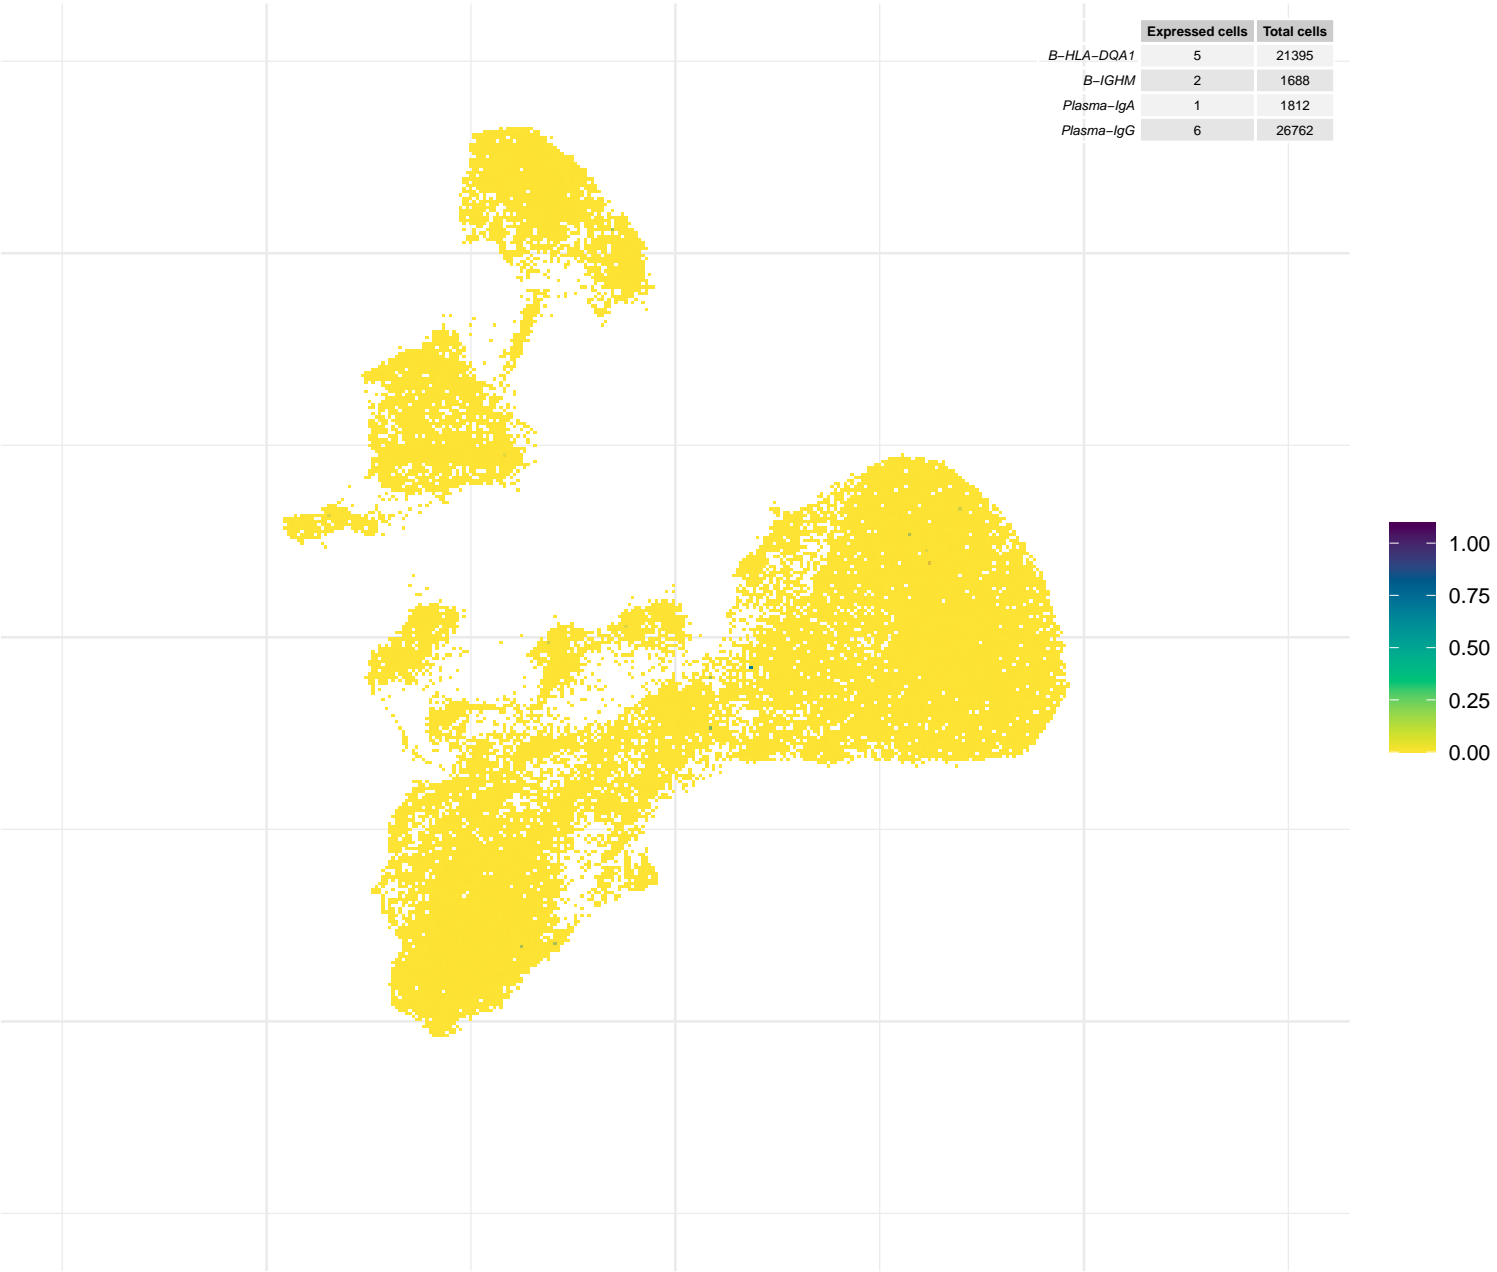 Expressed cells Total cells
B−HLA−DQA1 5 21395
B−IGHM 2 1688
Plasma−IgA 1 1812
Plasma−IgG 6 26762
1.00
0.75
0.50
0.25
0.00